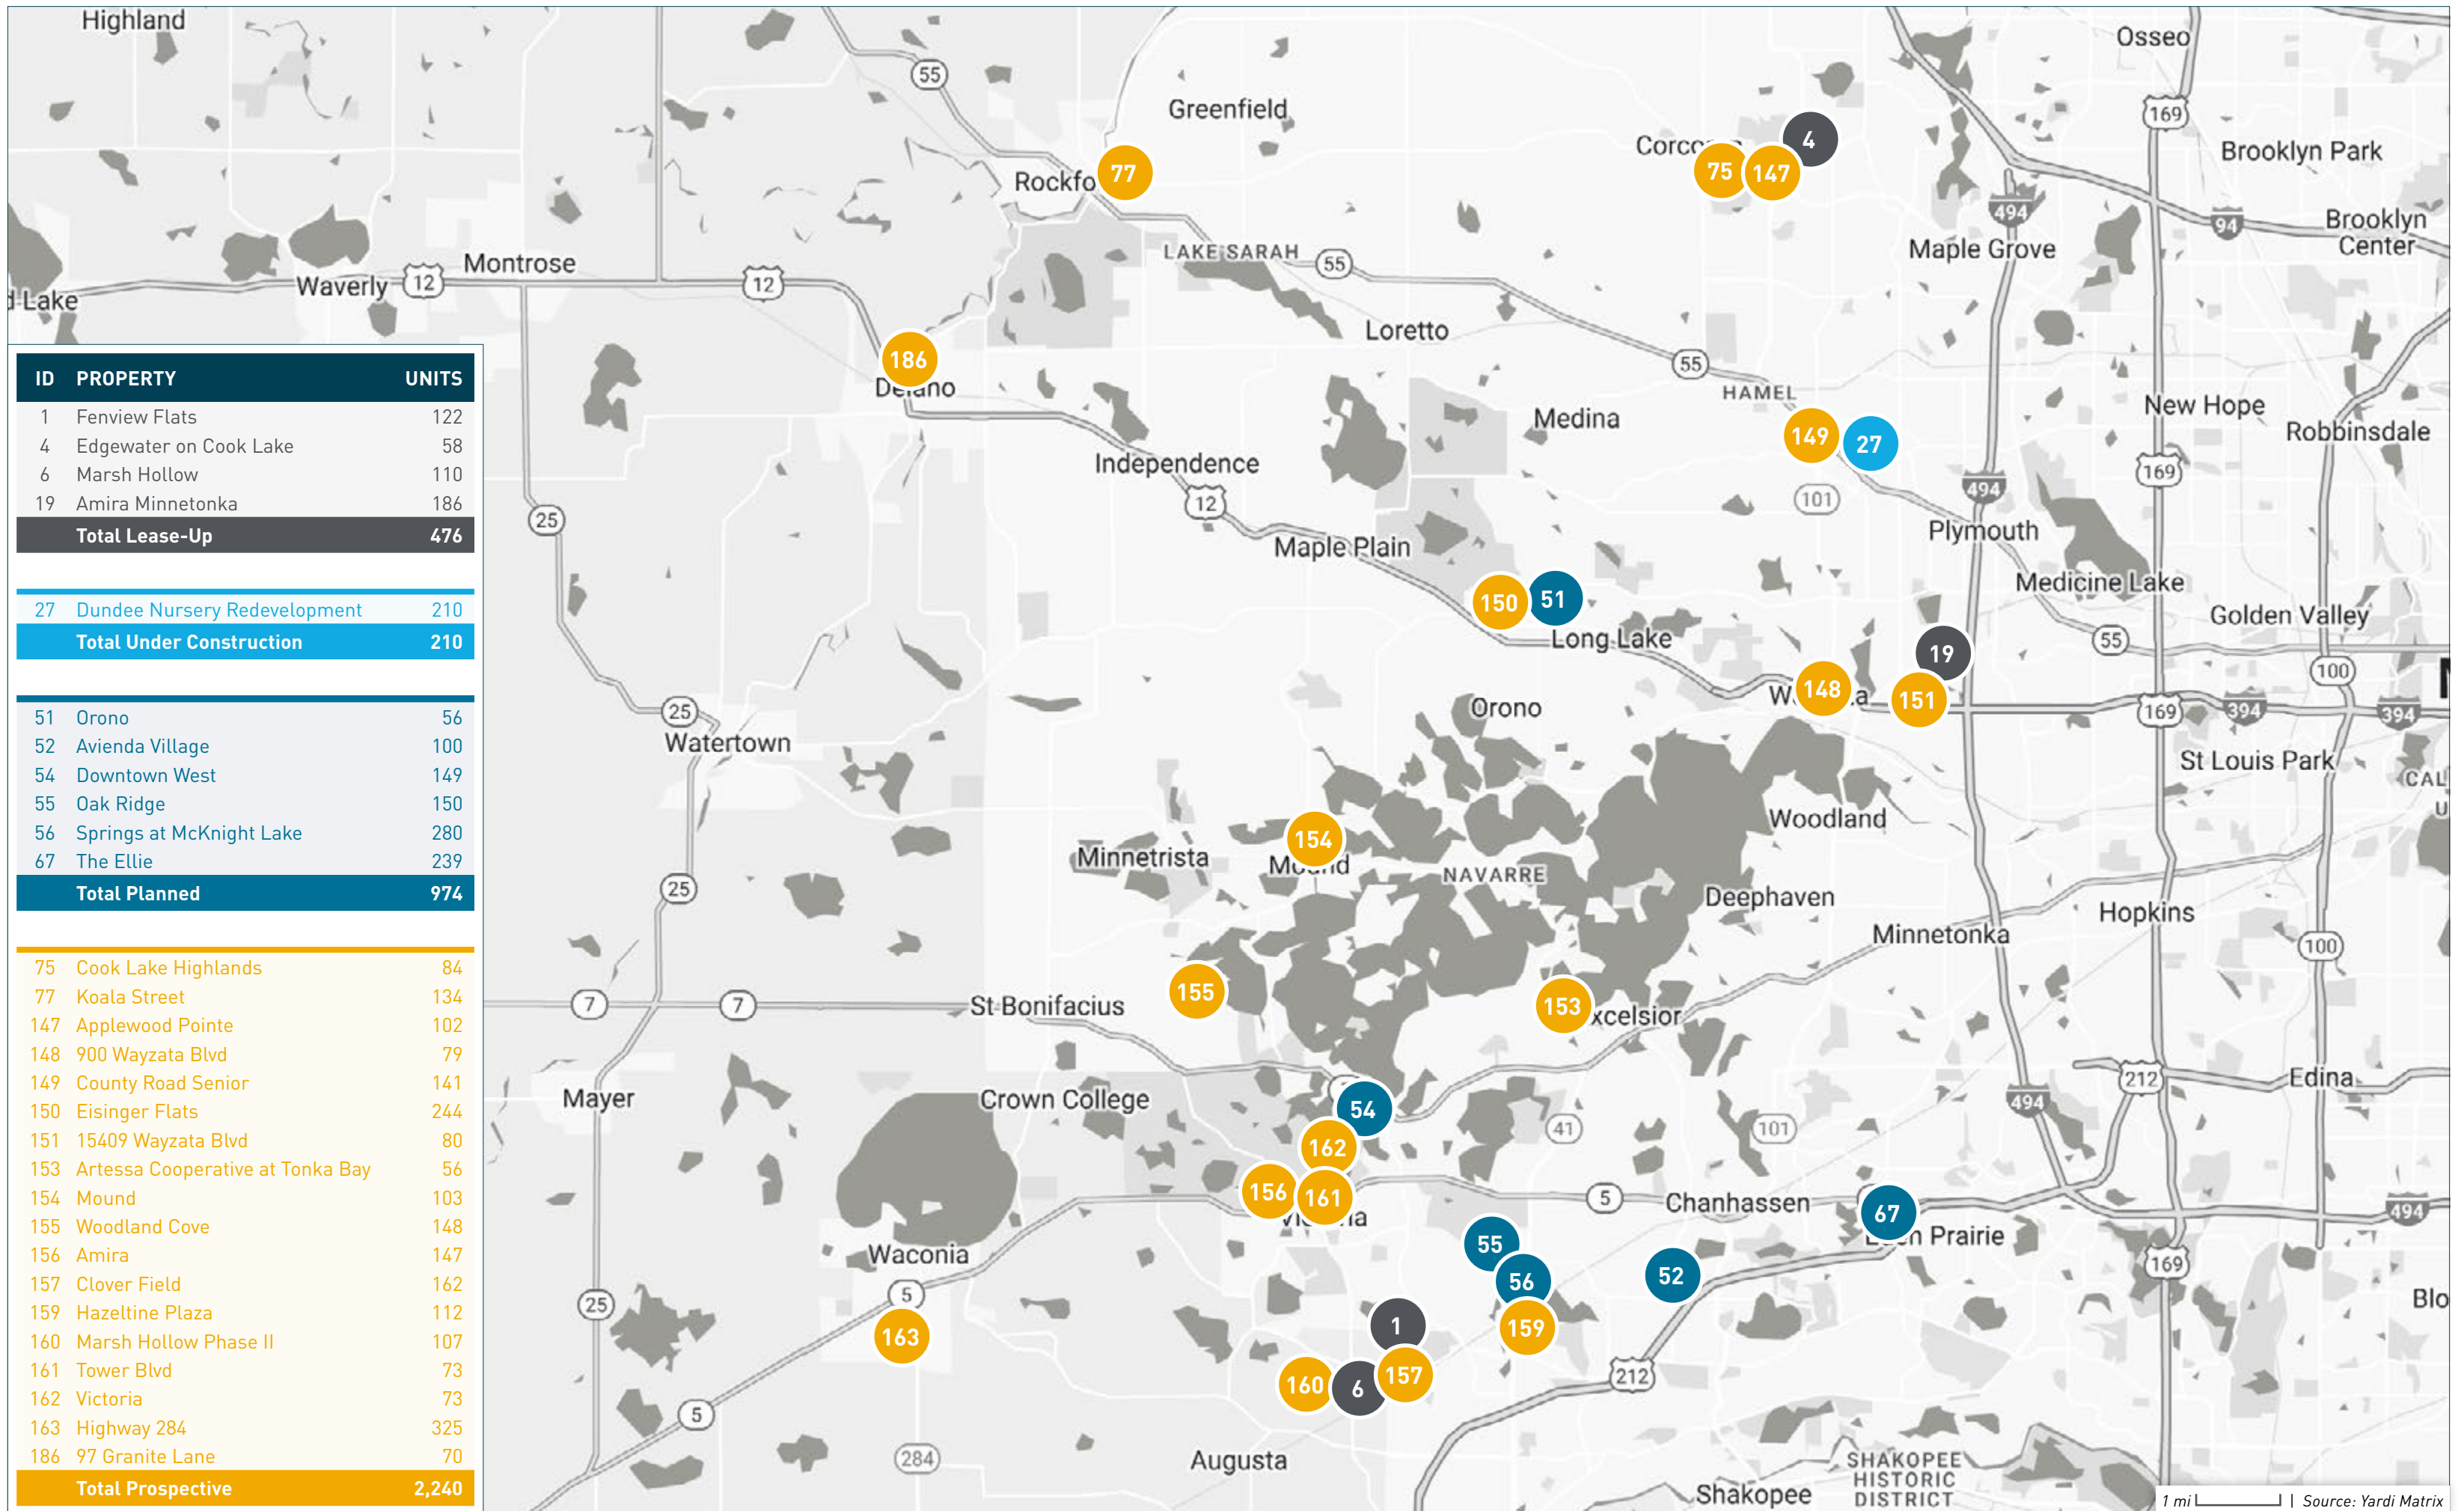 Highland
Osseo
55
169
Greenfield
4
Corco
Brooklyn Park
75
147
77
Rockfo
494
94
Brooklyn
Center
LAKE SARAH
55
Maple Grove
Montrose
Waverly
12
12
d Lake
Loretto
186
Delano
55
HAMEL
Medina
New Hope
Robbinsdale
149
27
Independence
12
101
494
169
Plymouth
Maple Plain
25
Medicine Lake
150
51
Golden Valley
Long Lake
55
19
100
148
151
Orono
25
169
394
394
Watertown
St Louis Park
CAL
U
Woodland
154
Mound
Minnetrista
NAVARRE
25
Deephaven
Hopkins
Minnetonka
100
155
153
xcelsior
7
7
St Bonifacius
Mayer
Crown College
54
41
101
494
212
Edina
162
156
161
5
Chanhassen
67
494
55
n Prairie
Waconia
56
52
169
5
25
163
1
159
Blo
160
6
157
212
5
284
Augusta
Shakopee
SHAKOPEE
HISTORIC
DISTRICT
ID PROPERTY UNITS
1 Fenview Flats 122
4 Edgewater on Cook Lake 58
6 Marsh Hollow 110
19 Amira Minnetonka 186
Total Lease-Up 476
27 Dundee Nursery Redevelopment 210
Total Under Construction 210
51 Orono 56
52 Avienda Village 100
54 Downtown West 149
55 Oak Ridge 150
56 Springs at McKnight Lake 280
67 The Ellie 239
Total Planned 974
75 Cook Lake Highlands 84
77 Koala Street 134
147 Applewood Pointe 102
148 900 Wayzata Blvd 79
149 County Road Senior 141
150 Eisinger Flats 244
151 15409 Wayzata Blvd 80
153 Artessa Cooperative at Tonka Bay 56
154 Mound 103
155 Woodland Cove 148
156 Amira 147
157 Clover Field 162
159 Hazeltine Plaza 112
160 Marsh Hollow Phase II 107
161 Tower Blvd 73
162 Victoria 73
163 Highway 284 325
186 97 Granite Lane 70
Total Prospective 2,240
1 mi | Source: Yardi Matrix